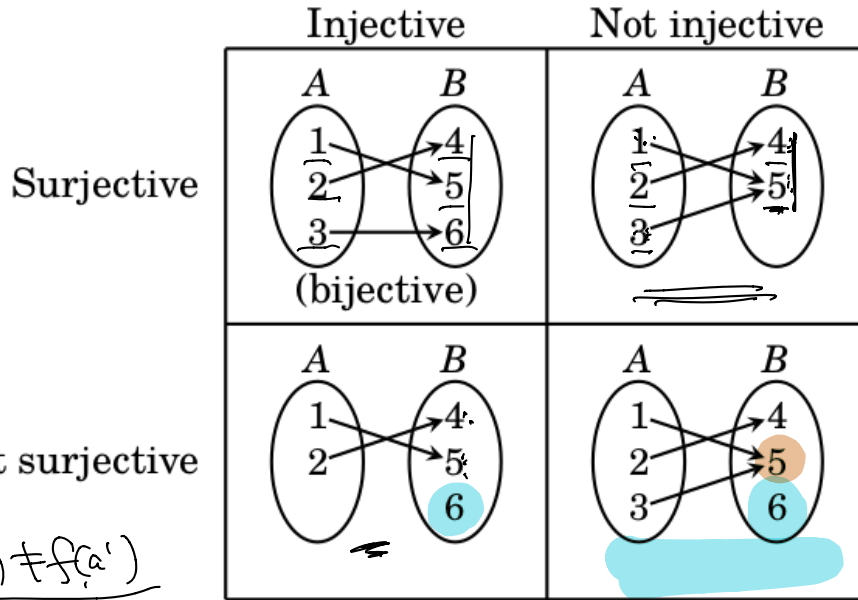 Injective Not injective
A B A B
1 4 1 4
Surjective 2 5 2 5
3 6 3
(bijective)
A B A B
1 4 1 4
surjective 2 5 2 5
6 3 6
≠f(a')